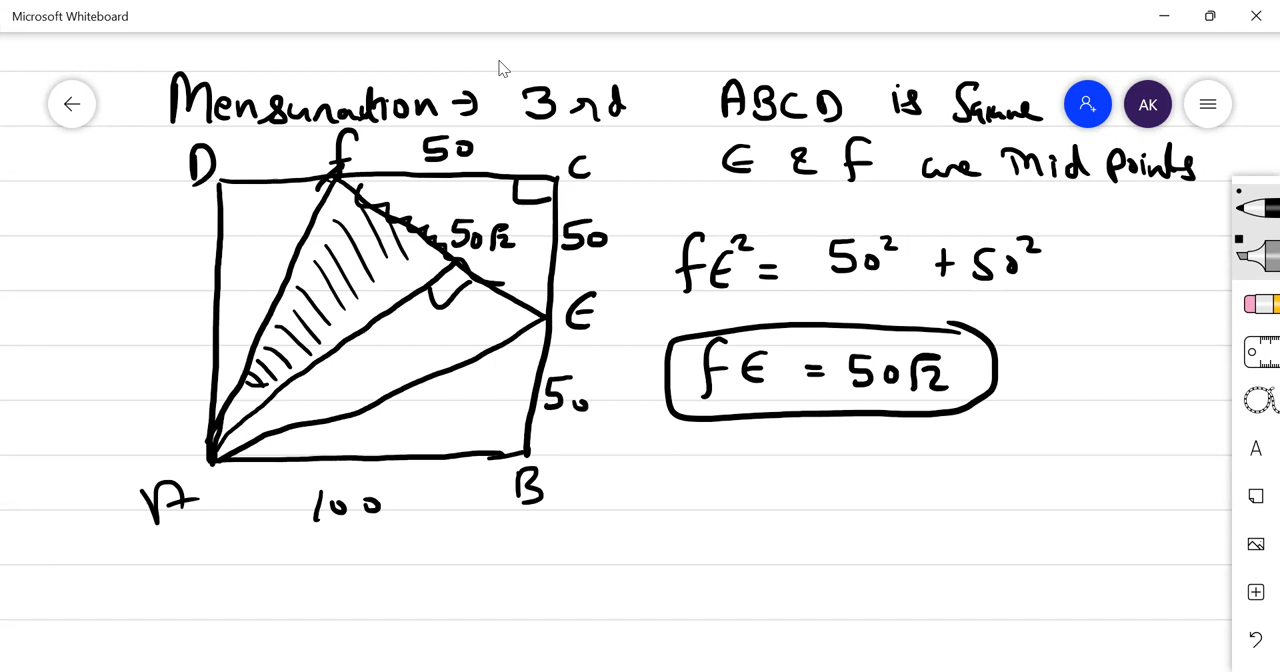 Microsoft Whiteboard
Mensuration → 3rd
ABCD is Square
AK
E & f are Mid points
D f 50 C
50√2 50
fE² = 50² + 50²
E
fE = 50√2
50
A 100 B
A